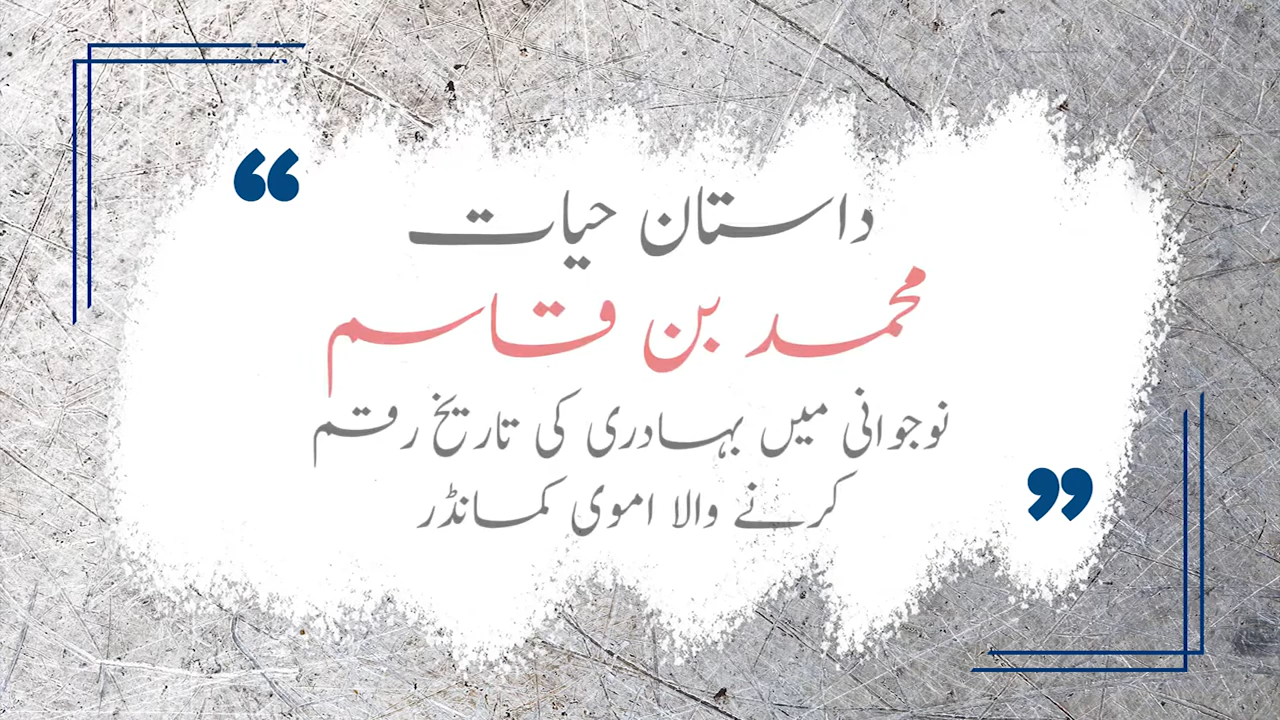 داستان حیات
محمد بن قاسم
نوجوانی میں بہادری کی تاریخ رقم
کرنے والا اموی کمانڈر